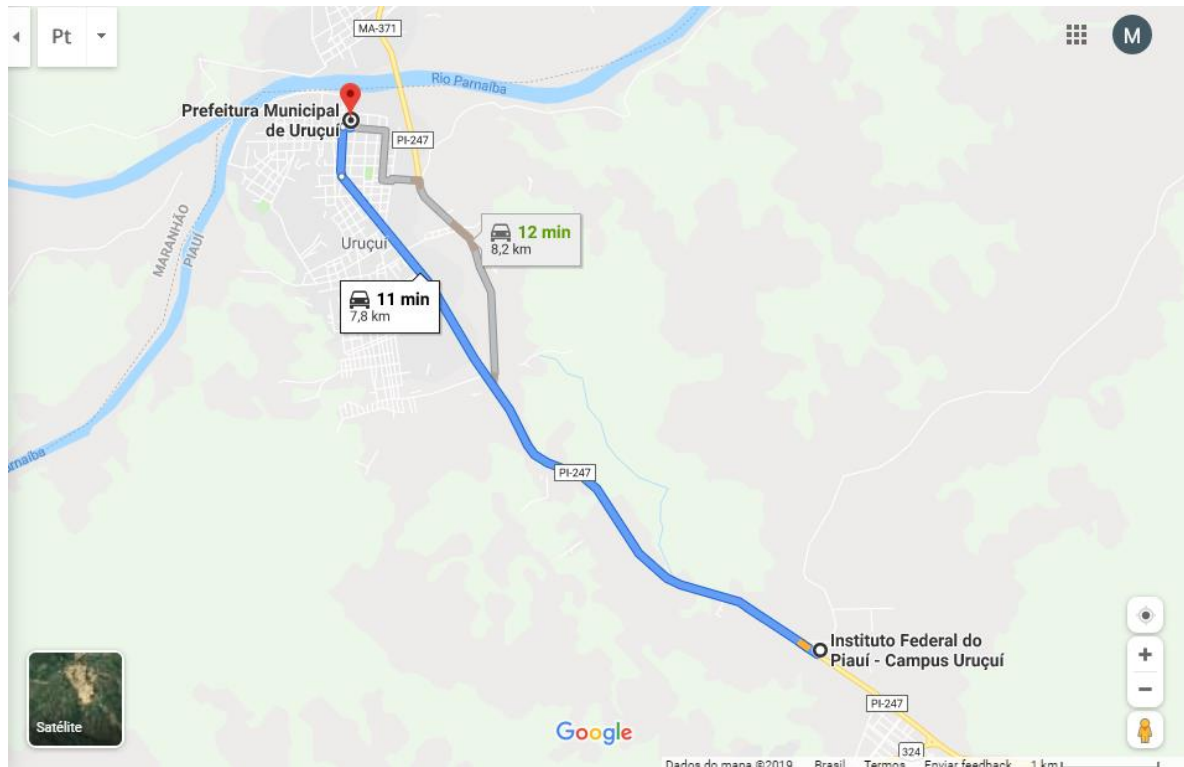 Pt
MA-371
M
Rio Parnaíba
Prefeitura Municipal
de Uruçuí
PI-247
MARANHÃO
PIAUÍ
12 min
8,2 km
Uruçuí
11 min
7,8 km
PI-247
Instituto Federal do
Piauí - Campus Uruçuí
PI-247
Satélite
Google
324
Dados do mapa ©2019 Brasil Termos Enviar feedback 1 km